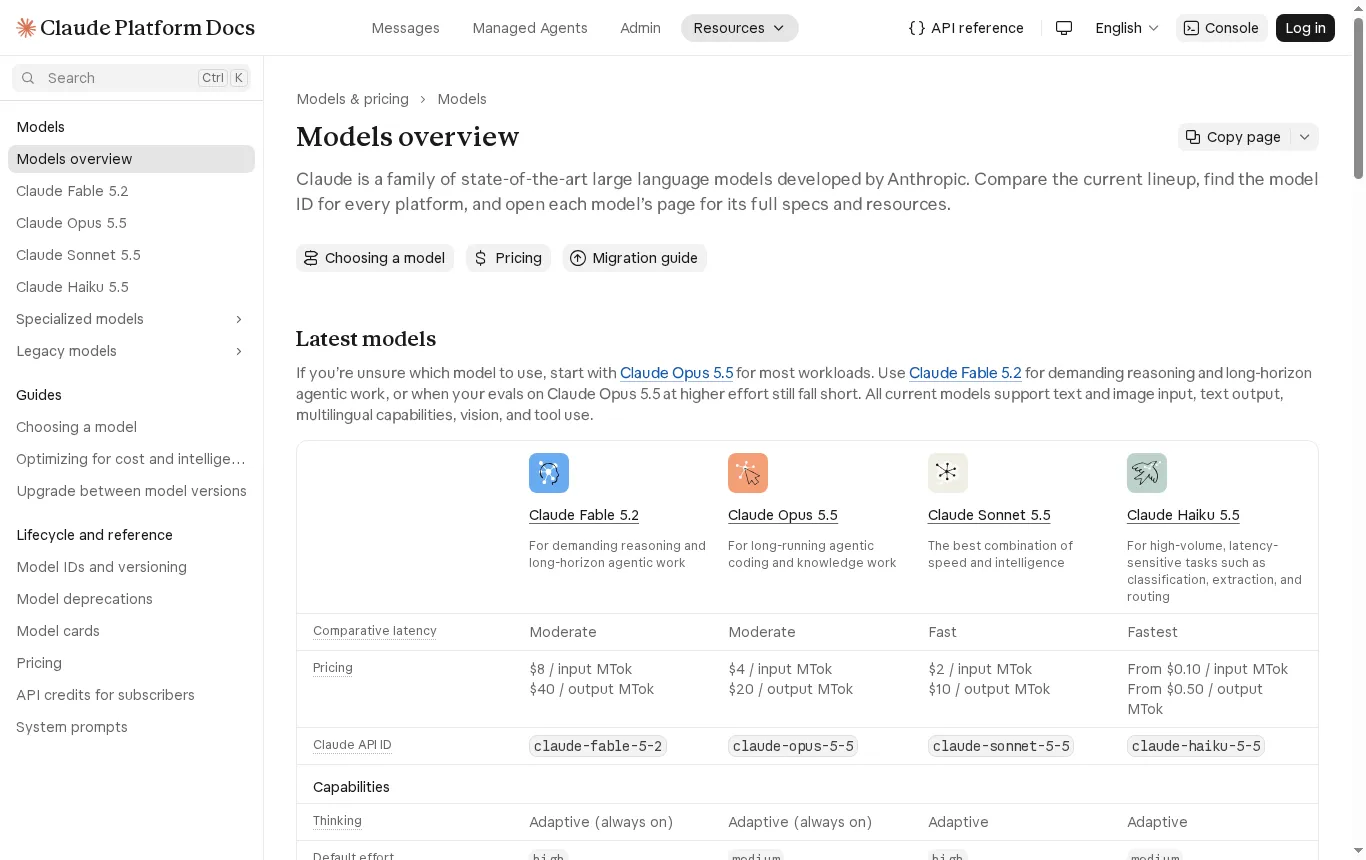 Claude Platform Docs
Messages
Managed Agents
Admin
Resources
API reference
English
Console
Log in
Search
Ctrl K
Models
Models overview
Claude Fable 5.2
Claude Opus 5.5
Claude Sonnet 5.5
Claude Haiku 5.5
Specialized models
Legacy models
Guides
Choosing a model
Optimizing for cost and intellige...
Upgrade between model versions
Lifecycle and reference
Model IDs and versioning
Model deprecations
Model cards
Pricing
API credits for subscribers
System prompts
Models & pricing > Models
Models overview
Copy page
Claude is a family of state-of-the-art large language models developed by Anthropic. Compare the current lineup, find the model
ID for every platform, and open each model's page for its full specs and resources.
Choosing a model
Pricing
Migration guide
Latest models
If you're unsure which model to use, start with Claude Opus 5.5 for most workloads. Use Claude Fable 5.2 for demanding reasoning and long-horizon
agentic work, or when your evals on Claude Opus 5.5 at higher effort still fall short. All current models support text and image input, text output,
multilingual capabilities, vision, and tool use.
Claude Fable 5.2
For demanding reasoning and
long-horizon agentic work
Claude Opus 5.5
For long-running agentic
coding and knowledge work
Claude Sonnet 5.5
The best combination of
speed and intelligence
Claude Haiku 5.5
For high-volume, latency-
sensitive tasks such as
classification, extraction, and
routing
Comparative latency
Moderate
Moderate
Fast
Fastest
Pricing
$8 / input MTok
$40 / output MTok
$4 / input MTok
$20 / output MTok
$2 / input MTok
$10 / output MTok
From $0.10 / input MTok
From $0.50 / output
MTok
Claude API ID
claude-fable-5-2
claude-opus-5-5
claude-sonnet-5-5
claude-haiku-5-5
Capabilities
Thinking
Adaptive (always on)
Adaptive (always on)
Adaptive
Adaptive
Default effort
high
medium
high
medium